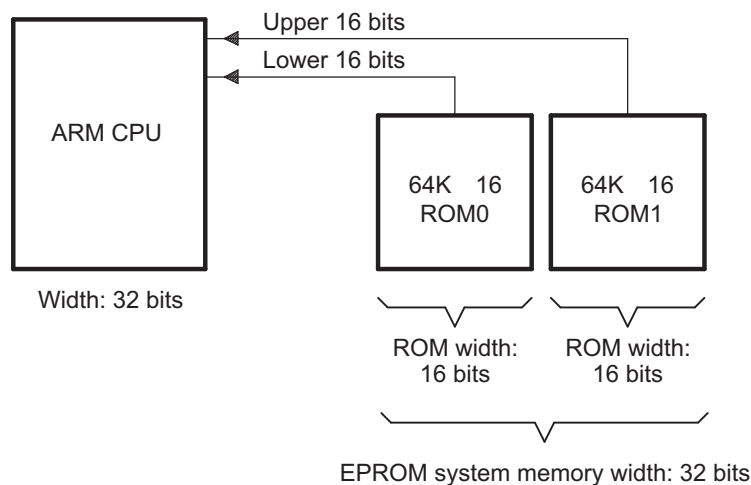 Upper 16 bits
Lower 16 bits
ARM CPU
64K 16
ROM0
64K 16
ROM1
Width: 32 bits
ROM width:
16 bits
ROM width:
16 bits
EPROM system memory width: 32 bits